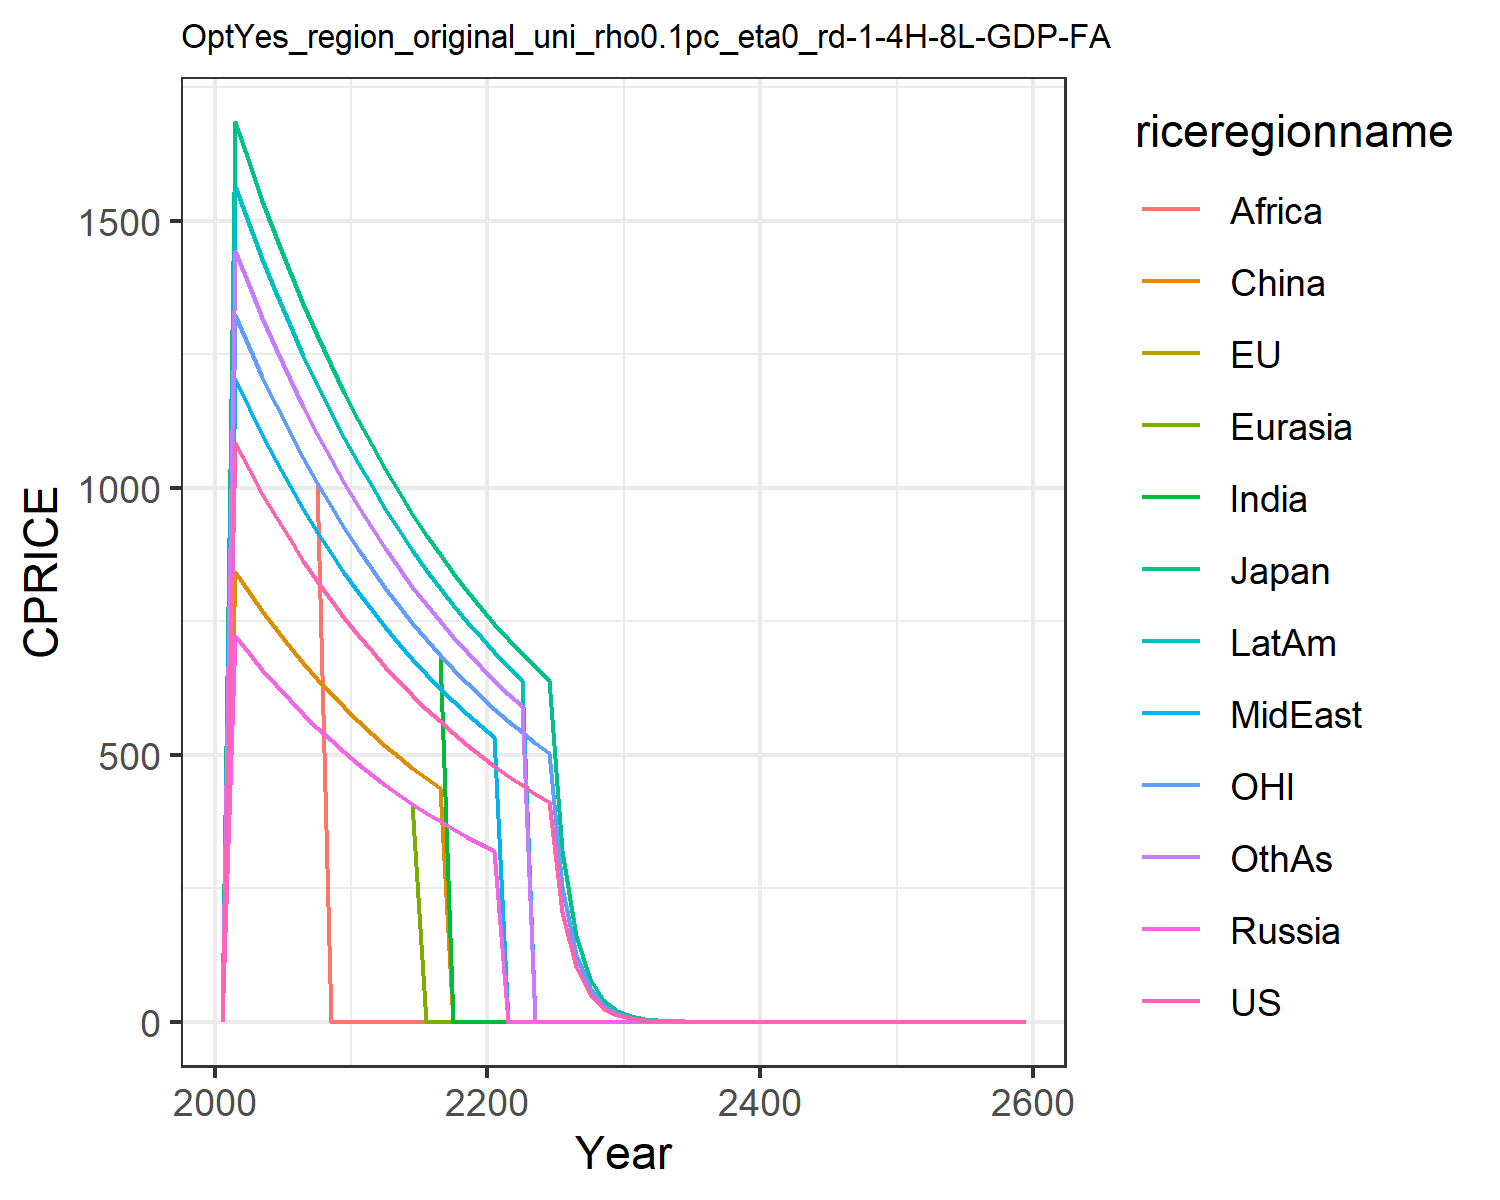 OptYes_region_original_uni_rho0.1pc_eta0_rd-1-4H-8L-GDP-FA
CPRICE
1500
1000
500
0
2000 2200 2400 2600
Year
riceregionname
Africa
China
EU
Eurasia
India
Japan
LatAm
MidEast
OHI
OthAs
Russia
US